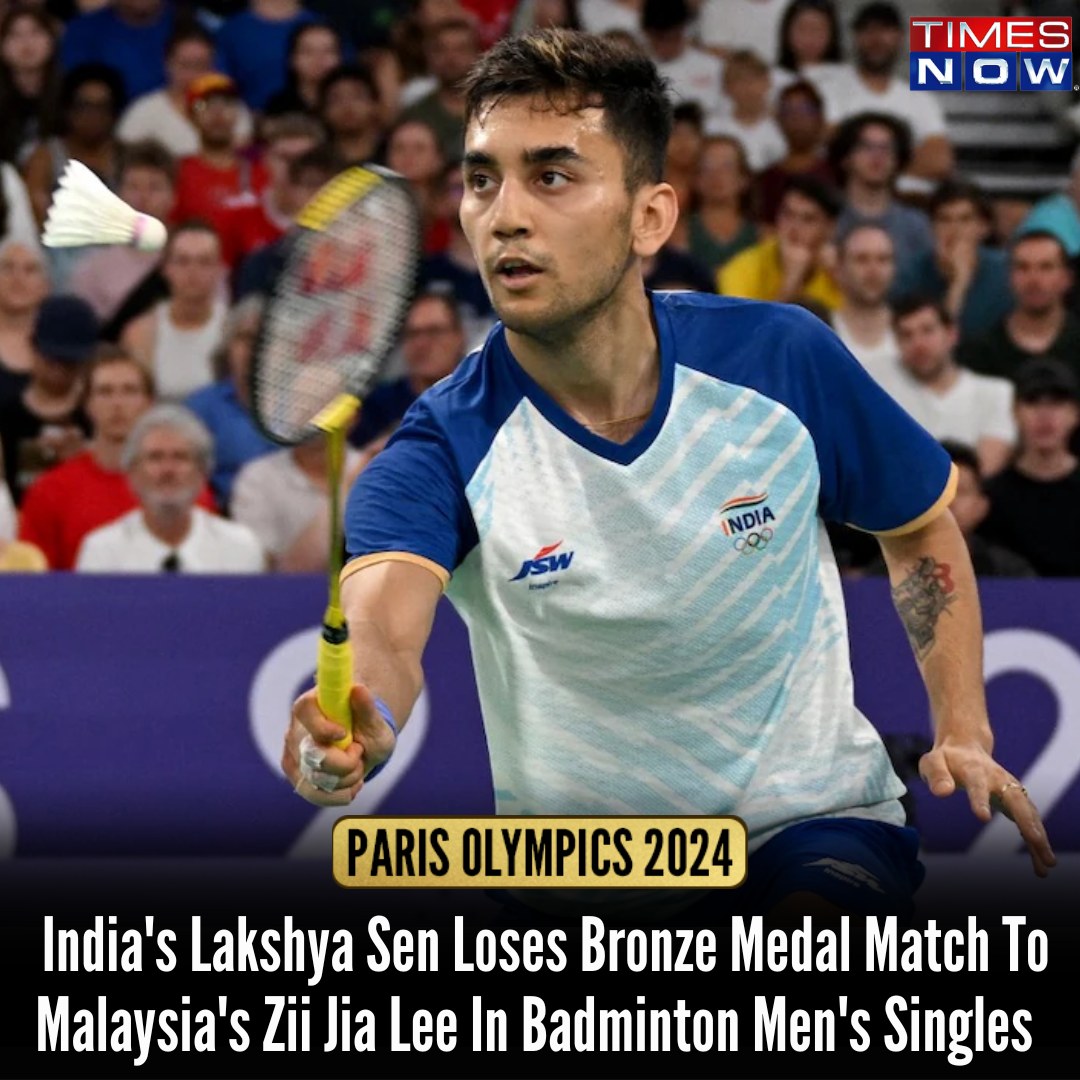 TIMES
NOW
INDIA
JSW
PARIS OLYMPICS 2024
India's Lakshya Sen Loses Bronze Medal Match To
Malaysia's Zii Jia Lee In Badminton Men's Singles